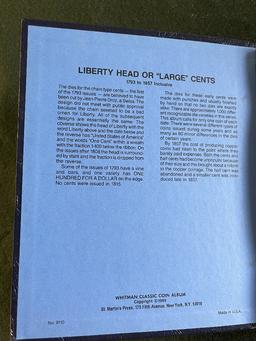 LIBERTY HEAD OR "LARGE" CENTS
1793 to 1857 Inclusive
The dies for the chain type cents — the first
of the 1793 issues — are believed to have
been cut by Jean Pierre Droz, a Swiss. The
design did not meet with public approval
because the chain seemed to be a bad
omen for Liberty. All of the subsequent
designs are essentially the same. The
obverse shows the head of Liberty with the
word Liberty above and the date below and
the reverse has "United States of America"
and the words "One Cent" within a wreath
with the fraction 1-100 below the ribbon. On
the issues after 1808 the head is surround-
ed by stars and the fraction is dropped from
the reverse.
Some of the issues of 1793 have a vine
and bars, and one variety has ONE
HUNDRED FOR A DOLLAR on the edge.
No cents were issued in 1815.
The dies for these early cents were
made with punches and usually finished
by hand so that no two dies are exactly
alike. There are approximately 1,000 differ-
ent recognizable die varieties in this series.
This album calls for only one coin of each
date. There were several different types of
coins issued during some years and as
many as 60 minor differences in the dies
of certain years.
By 1857 the cost of producing copper
coins had risen to the point where they
barely paid expenses. Both the cents and
half cents had become unpopular because
of their size and
in the copper coinage. The half cent was
abandoned and a smaller cent was intro-
duced late in 1857.
WHITMAN CLASSIC COIN ALBUM
Copyright ©
St. Martin's Press, 175 Fifth Avenue, New York, N.Y. 10010
No. 9110
Made in U.S.A.